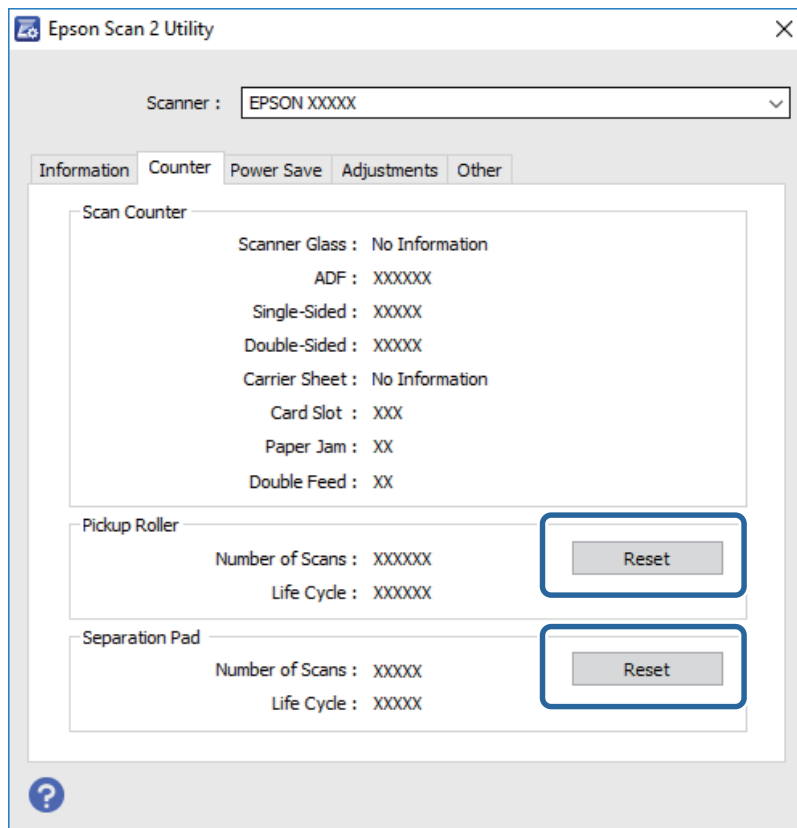 Epson Scan 2 Utility
Scanner : EPSON XXXXX
Information Counter Power Save Adjustments Other
Scan Counter
Scanner Glass : No Information
ADF : XXXXXX
Single-Sided : XXXXX
Double-Sided : XXXXX
Carrier Sheet : No Information
Card Slot : XXX
Paper Jam : XX
Double Feed : XX
Pickup Roller
Number of Scans : XXXXXX Reset
Life Cycle : XXXXXX
Separation Pad
Number of Scans : XXXXX Reset
Life Cycle : XXXXX
?